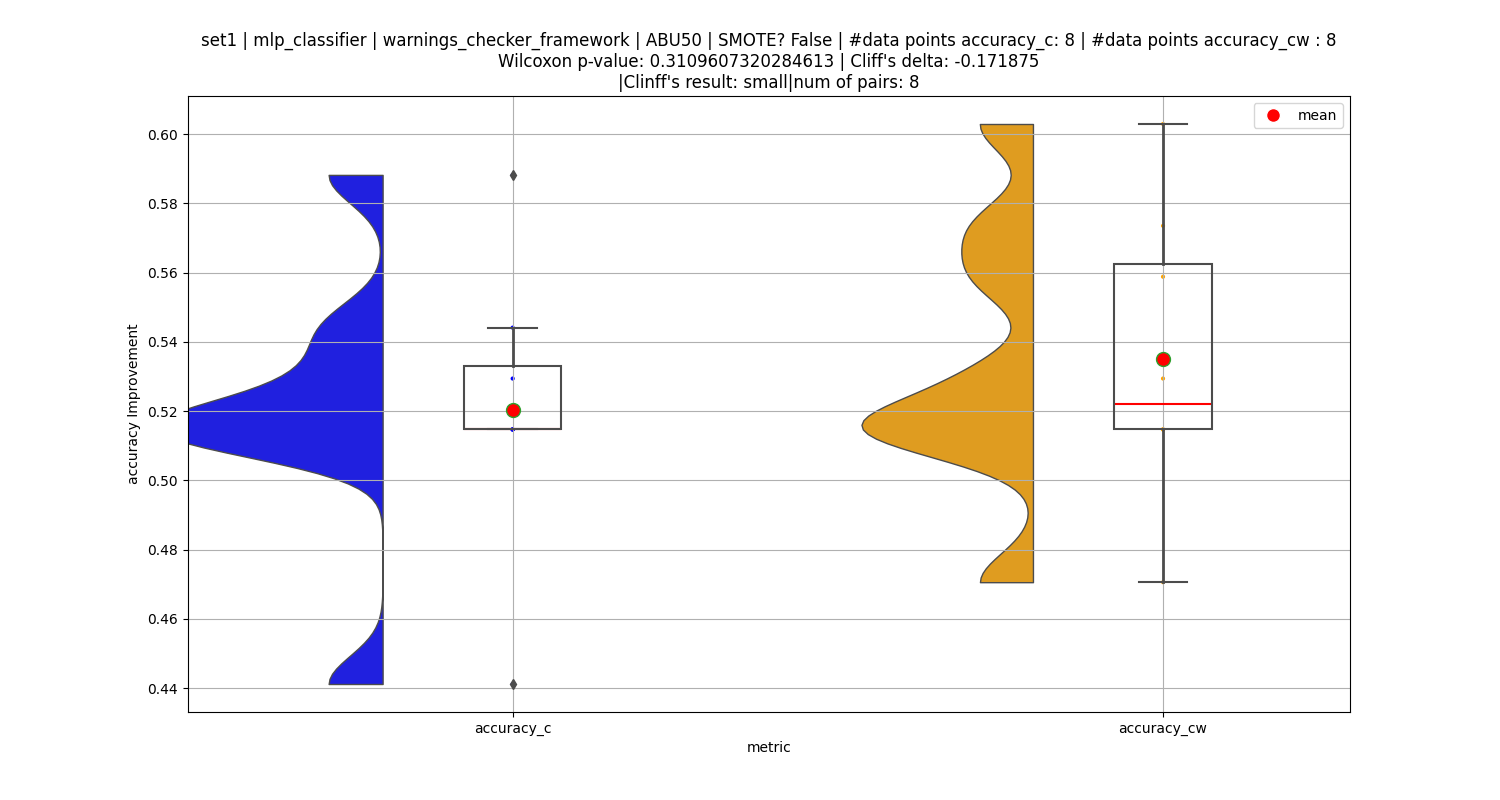 set1 | mlp_classifier | warnings_checker_framework | ABU50 | SMOTE? False | #data points accuracy_c: 8 | #data points accuracy_cw : 8
Wilcoxon p-value: 0.3109607320284613 | Cliff's delta: -0.171875
|Clinff's result: small|num of pairs: 8
mean
0.60
0.58
0.56
0.54
0.52
0.50
0.48
0.46
0.44
accuracy Improvement
accuracy_c
accuracy_cw
metric